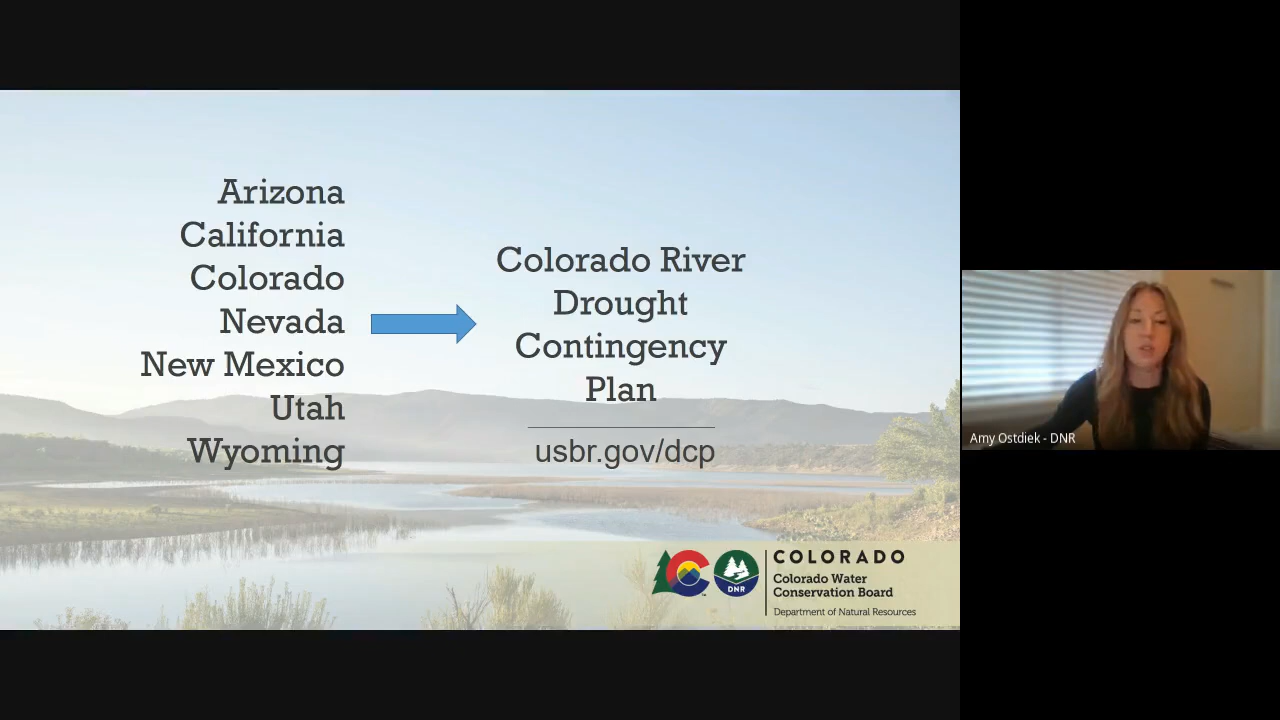 Arizona
California
Colorado
Nevada
New Mexico
Utah
Wyoming
Colorado River
Drought
Contingency
Plan
usbr.gov/dcp
DNR
COLORADO
Colorado Water
Conservation Board
Department of Natural Resources
Amy Ostdiek - DNR